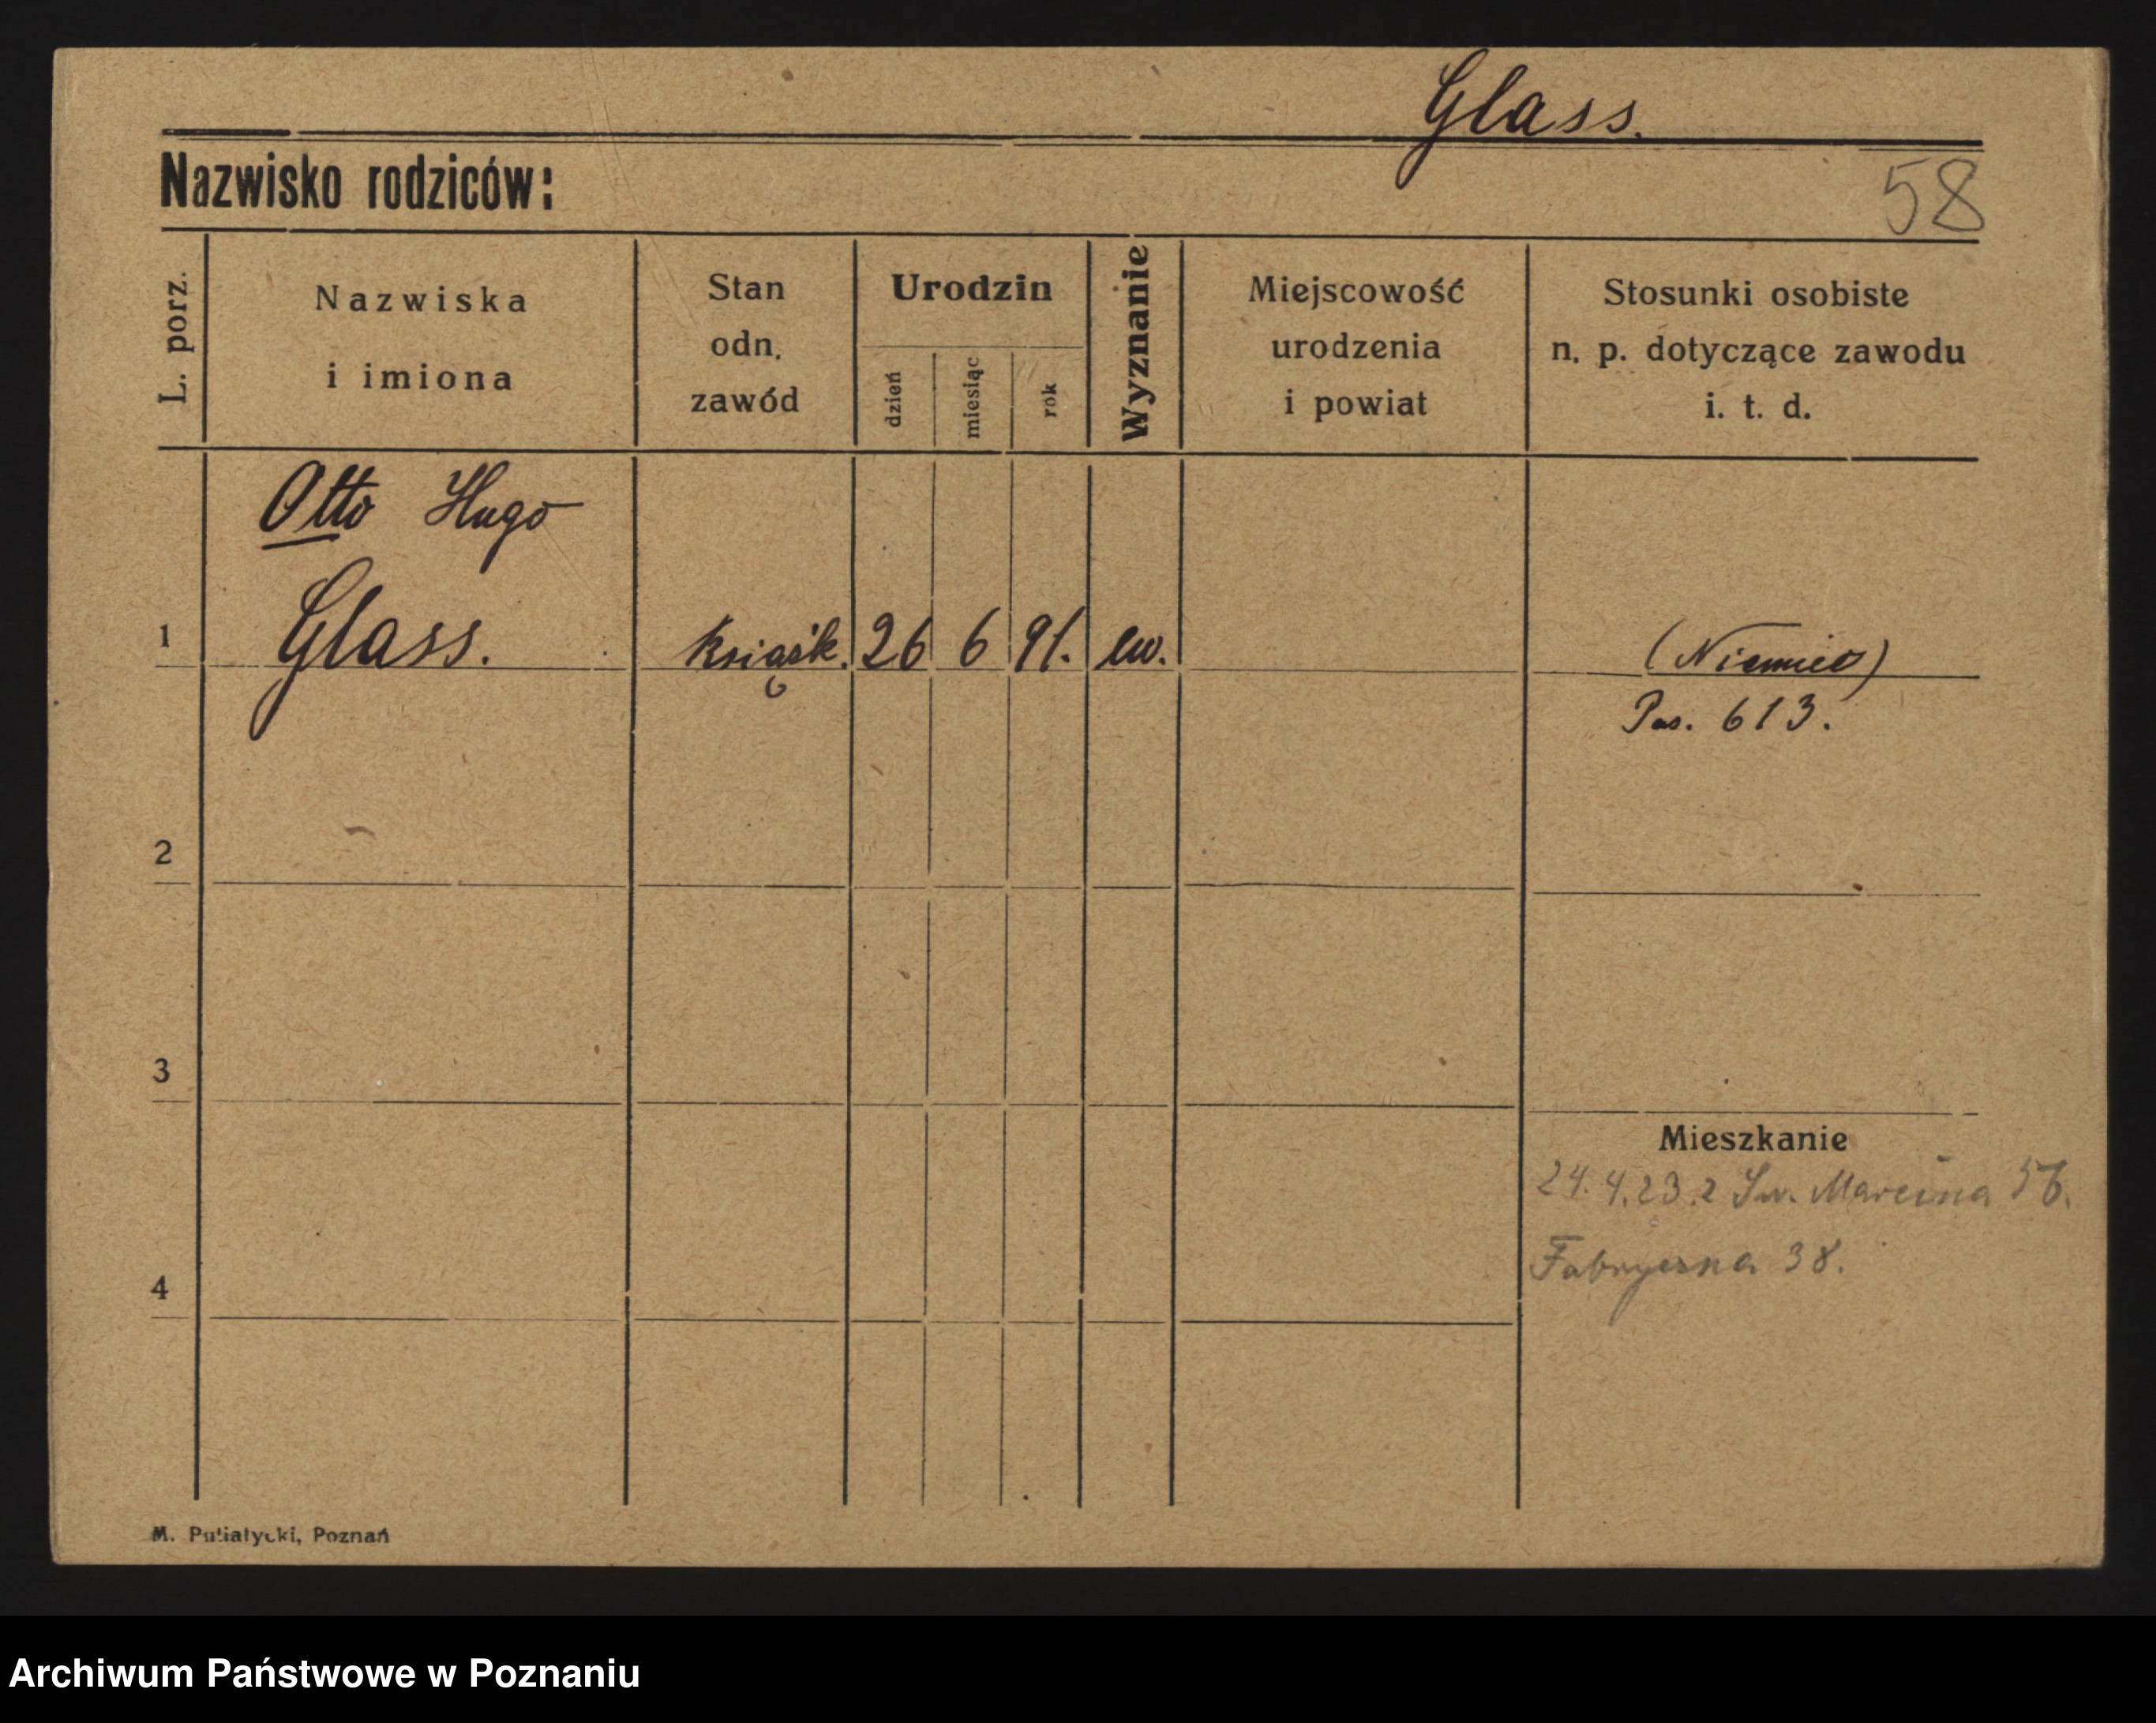 Glass.
Nazwisko rodziców:
58
L. porz.
Nazwiska
i imiona
Stan
odn.
zawód
Urodzin
dzień
miesiąc
rok
Wyznanie
Miejscowość
urodzenia
i powiat
Stosunki osobiste
n. p. dotyczące zawodu
i. t. d.
Otto Hugo
1 Glass. książk. 26 6 91. ew. (Niemiec)
Pas. 613.
2
3
Mieszkanie
24.4.23. z Św. Marcina 56.
Fabryczna 38.
4
M. Putiatycki, Poznań
Archiwum Państwowe w Poznaniu